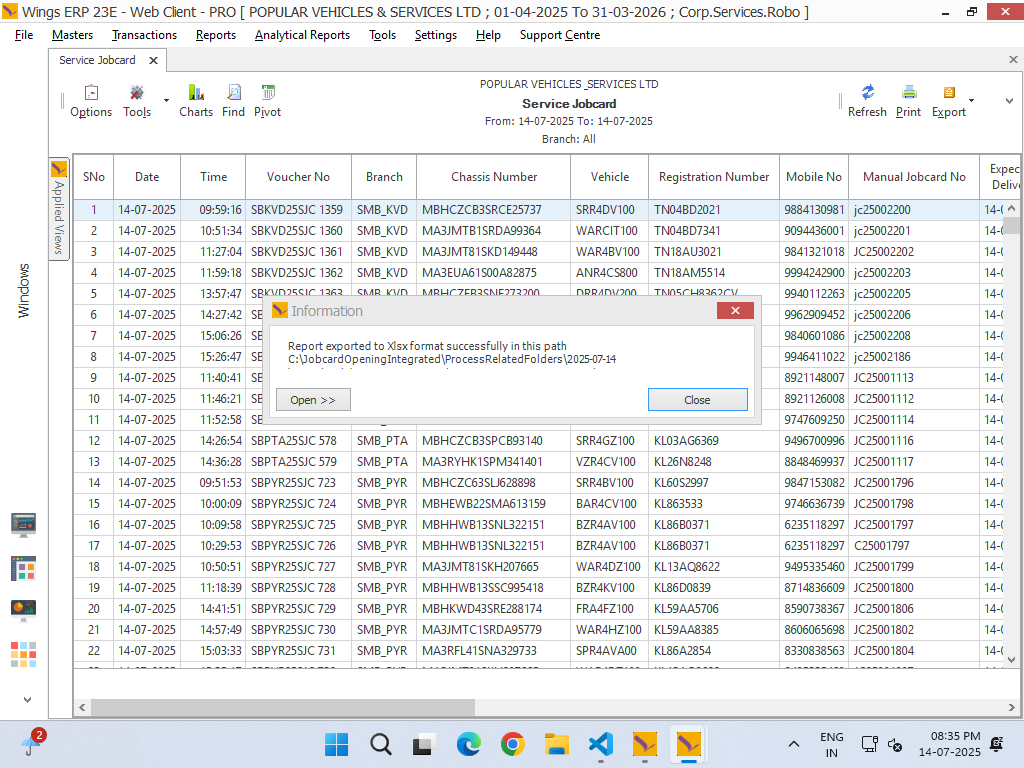 Wings ERP 23E - Web Client - PRO [ POPULAR VEHICLES & SERVICES LTD ; 01-04-2025 To 31-03-2026 ; Corp.Services.Robo ]
File Masters Transactions Reports Analytical Reports Tools Settings Help Support Centre
Service Jobcard
Options Tools Charts Find Pivot
POPULAR VEHICLES _SERVICES LTD
Service Jobcard
From: 14-07-2025 To: 14-07-2025
Branch: All
Refresh Print Export
Windows
Applied Views
SNo Date Time Voucher No Branch Chassis Number Vehicle Registration Number Mobile No Manual Jobcard No Expec
Delive
1 14-07-2025 09:59:16 SBKVD25SJC 1359 SMB_KVD MBHCZCB3SRCE25737 SRR4DV100 TN04BD2021 9884130981 jc25002200 14-0
2 14-07-2025 10:51:34 SBKVD25SJC 1360 SMB_KVD MA3JMTB1SRDA99364 WARCIT100 TN04BD7341 9094436001 jc25002201 14-0
3 14-07-2025 11:27:04 SBKVD25SJC 1361 SMB_KVD MA3JMT81SKD149448 WAR4BV100 TN18AU3021 9841321018 JC25002202 14-0
4 14-07-2025 11:59:18 SBKVD25SJC 1362 SMB_KVD MA3EUA61S00A82875 ANR4CS800 TN18AM5514 9994242900 jc25002203 14-0
5 14-07-2025 13:57:47 SBKVD25SJC 1363 SMB_KVD MBHCZFB3SNF273200 DRR4DV200 TN05CH8362CV 9940112263 jc25002205 14-0
6 14-07-2025 14:27:42 9962909452 jc25002206 14-0
7 14-07-2025 15:06:26 9840601086 jc25002208 14-0
8 14-07-2025 15:26:47 9946411022 jc25002186 14-0
9 14-07-2025 11:40:41 8921148007 JC25001113 14-0
10 14-07-2025 11:46:21 8921126008 JC25001112 14-0
11 14-07-2025 11:52:58 9747609250 JC25001114 14-0
Information
Report exported to Xlsx format successfully in this path
C:\JobcardOpeningIntegrated\ProcessRelatedFolders\2025-07-14
Open >> Close
12 14-07-2025 14:26:54 SBPTA25SJC 578 SMB_PTA MBHCZCB3SPCB93140 SRR4GZ100 KL03AG6369 9496700996 JC25001116 14-0
13 14-07-2025 14:36:28 SBPTA25SJC 579 SMB_PTA MA3RYHK1SPM341401 VZR4CV100 KL26N8248 8848469937 JC25001117 14-0
14 14-07-2025 09:51:53 SBPYR25SJC 723 SMB_PYR MBHCZC63SLJ628898 SRR4BV100 KL60S2997 9847153082 JC25001796 14-0
15 14-07-2025 10:00:09 SBPYR25SJC 724 SMB_PYR MBHEWB22SMA613159 BAR4CV100 KL863533 9746636739 JC25001798 14-0
16 14-07-2025 10:09:58 SBPYR25SJC 725 SMB_PYR MBHHWB13SNL322151 BZR4AV100 KL86B0371 6235118297 JC25001797 14-0
17 14-07-2025 10:29:53 SBPYR25SJC 726 SMB_PYR MBHHWB13SNL322151 BZR4AV100 KL86B0371 6235118297 C25001797 14-0
18 14-07-2025 10:50:51 SBPYR25SJC 727 SMB_PYR MA3JMT81SKH207665 WAR4DZ100 KL13AQ8622 9495335460 JC25001799 14-0
19 14-07-2025 11:18:39 SBPYR25SJC 728 SMB_PYR MBHHWB13SSC995418 BZR4KV100 KL86D0839 8714836609 JC25001800 14-0
20 14-07-2025 14:41:51 SBPYR25SJC 729 SMB_PYR MBHKWD43SRE288174 FRA4FZ100 KL59AA5706 8590738367 JC25001806 14-0
21 14-07-2025 14:57:49 SBPYR25SJC 730 SMB_PYR MA3JMTC1SRDA95779 WAR4HZ100 KL59AA8385 8606065698 JC25001802 14-0
22 14-07-2025 15:03:33 SBPYR25SJC 731 SMB_PYR MA3RFL41SNA329733 SPR4AVA00 KL86A2854 8330838563 JC25001804 14-0
2
ENG
IN
08:35 PM
14-07-2025